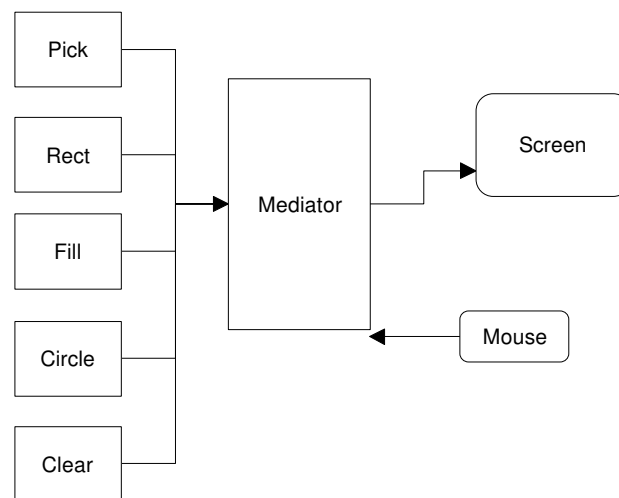 Pick
Rect
Fill
Circle
Clear
Mediator
Screen
Mouse